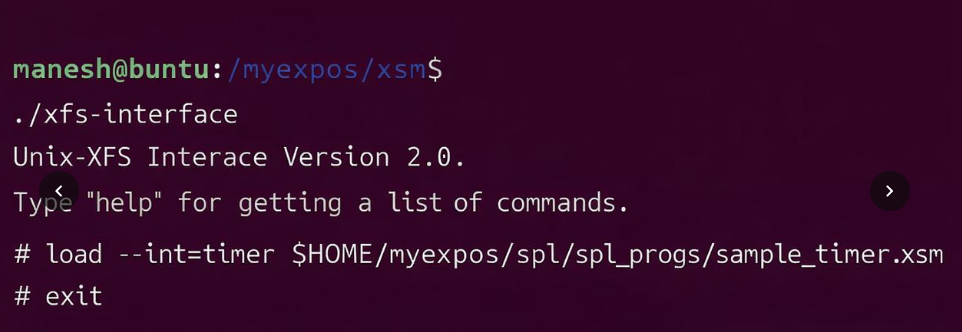 manesh@buntu:/myexpos/xsm$
./xfs-interface
Unix-XFS Interace Version 2.0.
Type "help" for getting a list of commands.
# load --int=timer $HOME/myexpos/spl/spl_progs/sample_timer.xsm
# exit